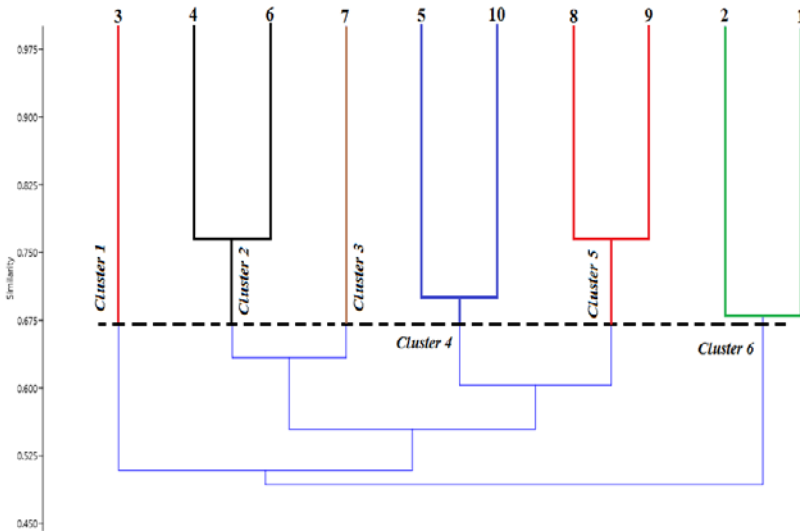 3 4 6 7 5 10 8 9 2
0.975
0.900
0.825
0.750
0.675
0.600
0.525
0.450
Similarity
Cluster 1
Cluster 2
Cluster 3
Cluster 4
Cluster 5
Cluster 6